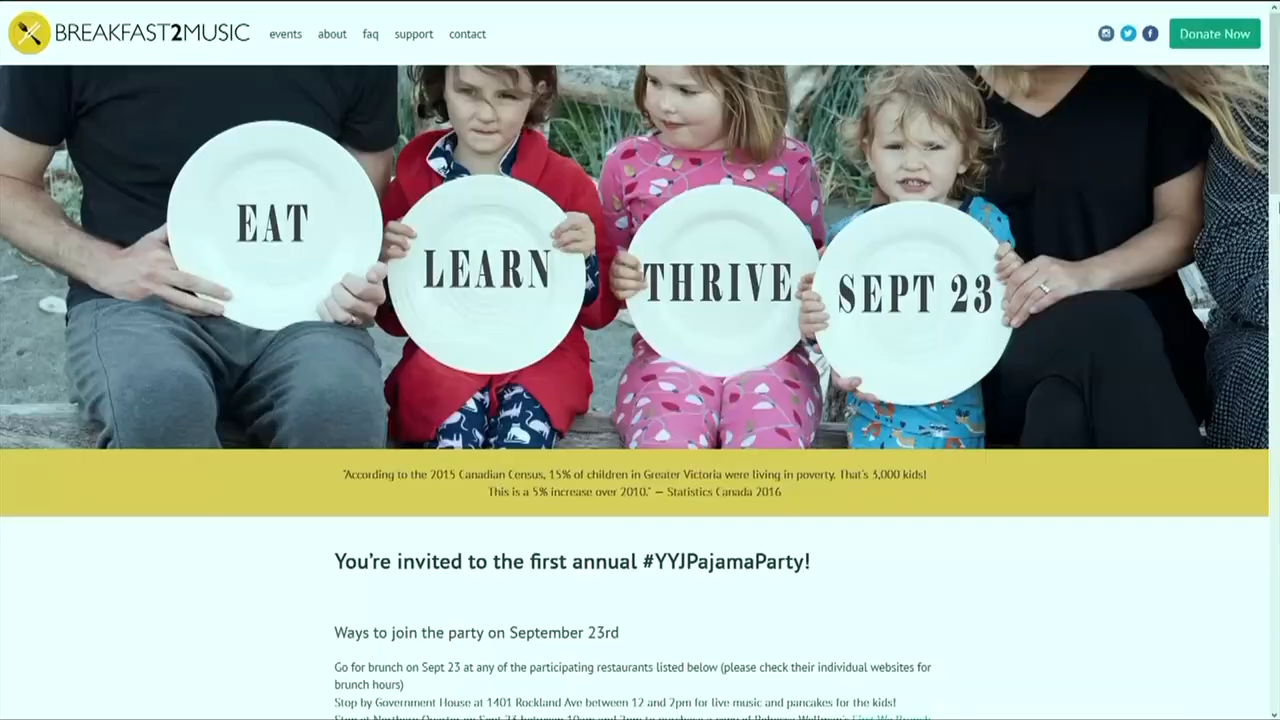 BREAKFAST2MUSIC
events about faq support contact
Donate Now
EAT
LEARN
THRIVE
SEPT 23
"According to the 2015 Canadian Census, 15% of children in Greater Victoria were living in poverty. That's 3,000 kids!
This is a 5% increase over 2010." — Statistics Canada 2016
You're invited to the first annual #YYJPajamaParty!
Ways to join the party on September 23rd
Go for brunch on Sept 23 at any of the participating restaurants listed below (please check their individual websites for
brunch hours)
Stop by Government House at 1401 Rockland Ave between 12 and 2pm for live music and pancakes for the kids!